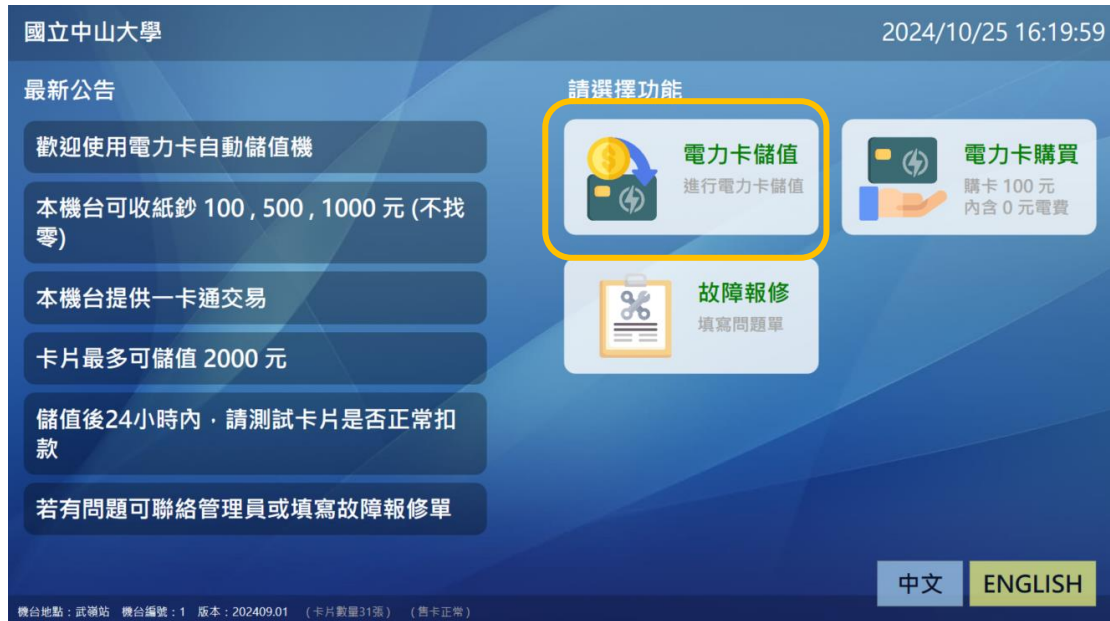 國立中山大學
2024/10/25 16:19:59
最新公告
歡迎使用電力卡自動儲值機
本機台可收紙鈔 100 , 500 , 1000 元 (不找
零)
本機台提供一卡通交易
卡片最多可儲值 2000 元
儲值後24小時內，請測試卡片是否正常扣
款
若有問題可聯絡管理員或填寫故障報修單
請選擇功能
電力卡儲值
進行電力卡儲值
電力卡購買
購卡 100 元
內含 0 元電費
故障報修
填寫問題單
中文
ENGLISH
機台地點：武嶺站 機台編號：1 版本：202409.01 （卡片數量31張） （售卡正常）